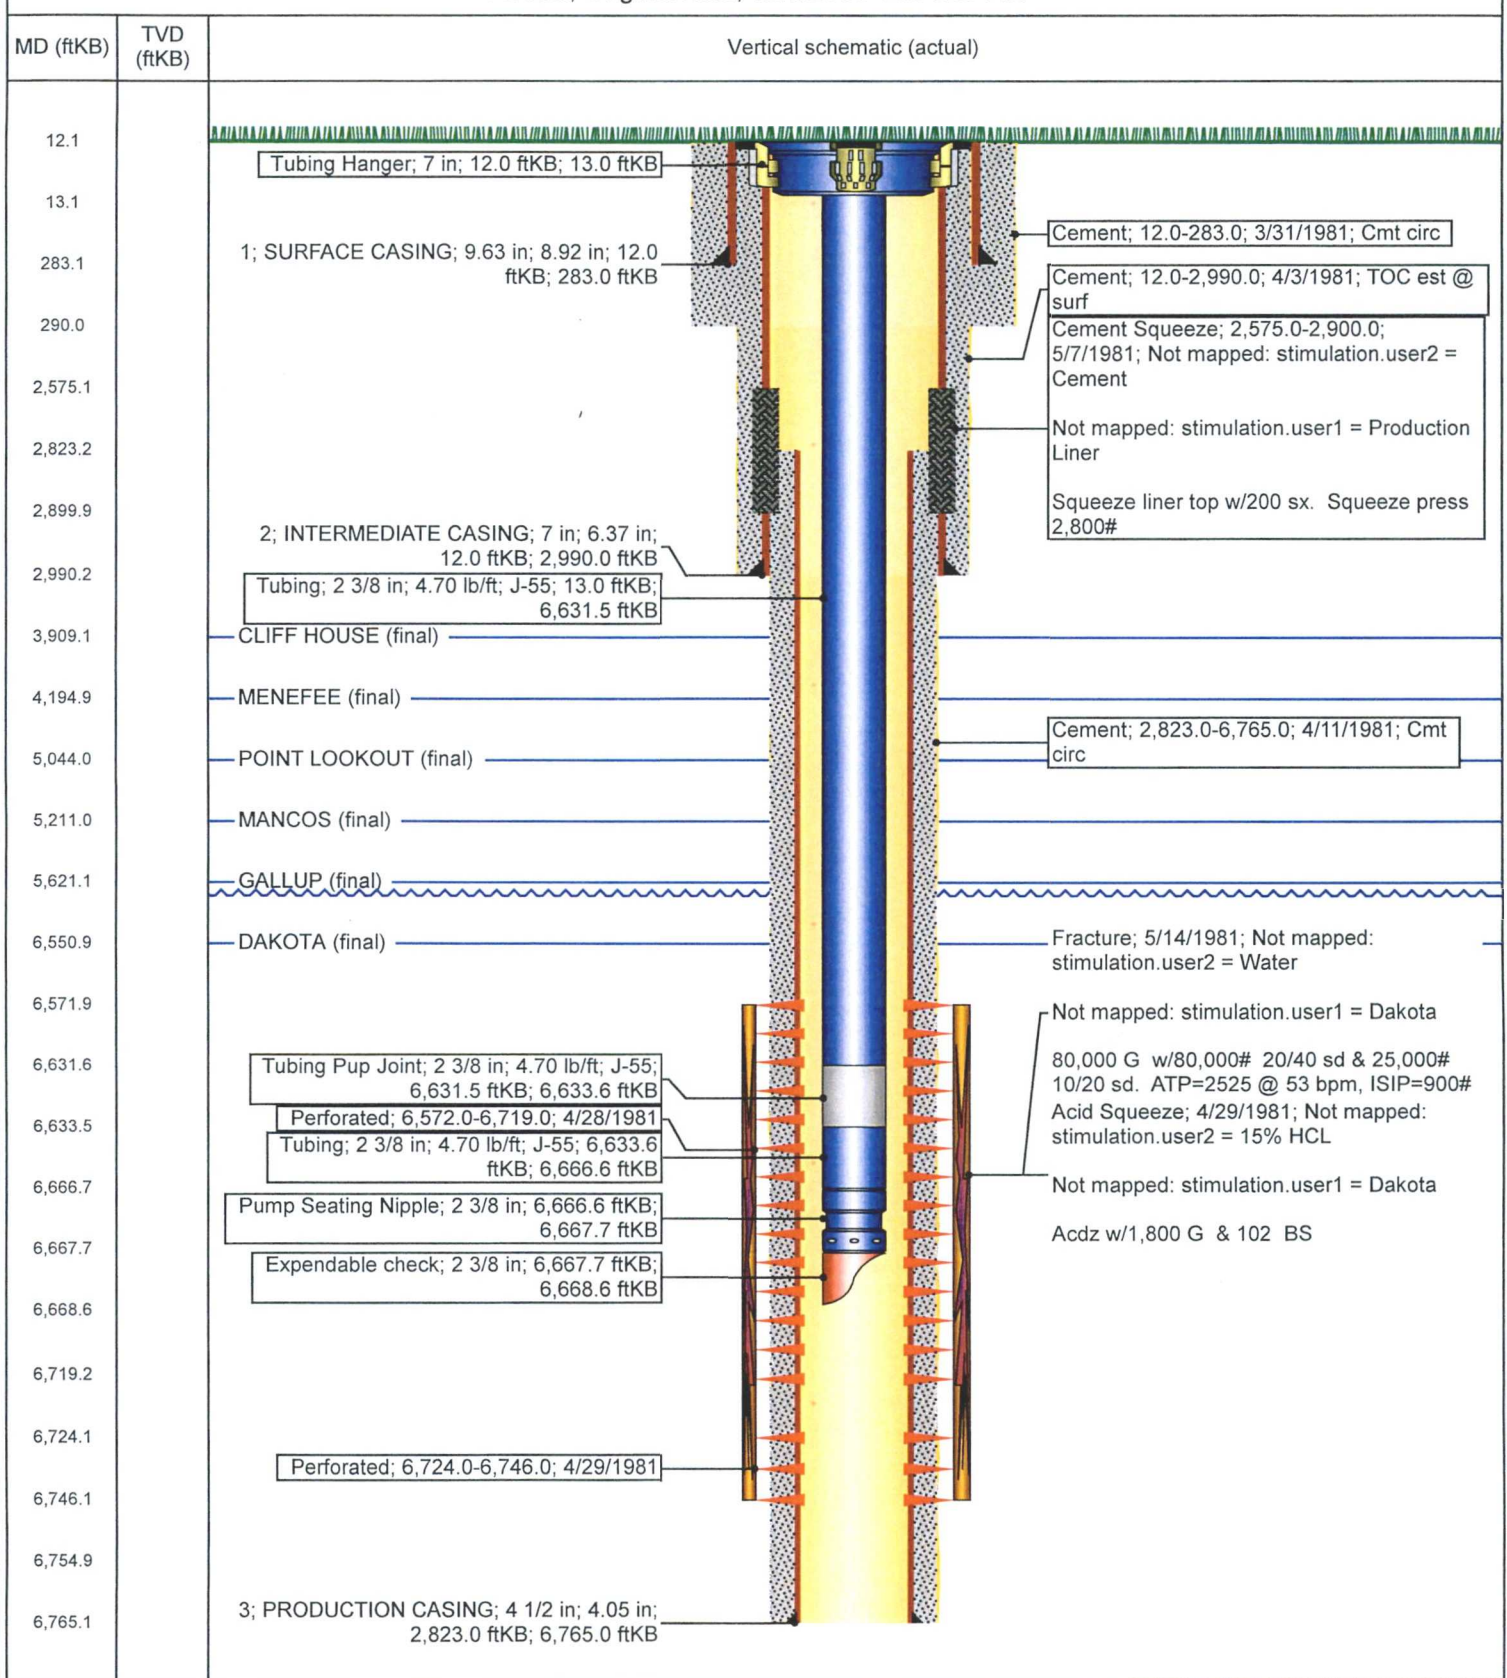 MD (ftKB)
TVD
(ftKB)
Vertical schematic (actual)
12.1
13.1
283.1
290.0
2,575.1
2,823.2
2,899.9
2,990.2
3,909.1
4,194.9
5,044.0
5,211.0
5,621.1
6,550.9
6,571.9
6,631.6
6,633.5
6,666.7
6,667.7
6,668.6
6,719.2
6,724.1
6,746.1
6,754.9
6,765.1
Tubing Hanger; 7 in; 12.0 ftKB; 13.0 ftKB
1; SURFACE CASING; 9.63 in; 8.92 in; 12.0
ftKB; 283.0 ftKB
2; INTERMEDIATE CASING; 7 in; 6.37 in;
12.0 ftKB; 2,990.0 ftKB
Tubing; 2 3/8 in; 4.70 lb/ft; J-55; 13.0 ftKB;
6,631.5 ftKB
CLIFF HOUSE (final)
MENEFEE (final)
POINT LOOKOUT (final)
MANCOS (final)
GALLUP (final)
DAKOTA (final)
Tubing Pup Joint; 2 3/8 in; 4.70 lb/ft; J-55;
6,631.5 ftKB; 6,633.6 ftKB
Perforated; 6,572.0-6,719.0; 4/28/1981
Tubing; 2 3/8 in; 4.70 lb/ft; J-55; 6,633.6
ftKB; 6,666.6 ftKB
Pump Seating Nipple; 2 3/8 in; 6,666.6 ftKB;
6,667.7 ftKB
Expendable check; 2 3/8 in; 6,667.7 ftKB;
6,668.6 ftKB
Perforated; 6,724.0-6,746.0; 4/29/1981
3; PRODUCTION CASING; 4 1/2 in; 4.05 in;
2,823.0 ftKB; 6,765.0 ftKB
Cement; 12.0-283.0; 3/31/1981; Cmt circ
Cement; 12.0-2,990.0; 4/3/1981; TOC est @
surf
Cement Squeeze; 2,575.0-2,900.0;
5/7/1981; Not mapped: stimulation.user2 =
Cement
Not mapped: stimulation.user1 = Production
Liner
Squeeze liner top w/200 sx.  Squeeze press
2,800#
Cement; 2,823.0-6,765.0; 4/11/1981; Cmt
circ
Fracture; 5/14/1981; Not mapped:
stimulation.user2 = Water
Not mapped: stimulation.user1 = Dakota
80,000 G  w/80,000#  20/40 sd & 25,000#
10/20 sd.  ATP=2525 @ 53 bpm, ISIP=900#
Acid Squeeze; 4/29/1981; Not mapped:
stimulation.user2 = 15% HCL
Not mapped: stimulation.user1 = Dakota
Acdz w/1,800 G  & 102  BS